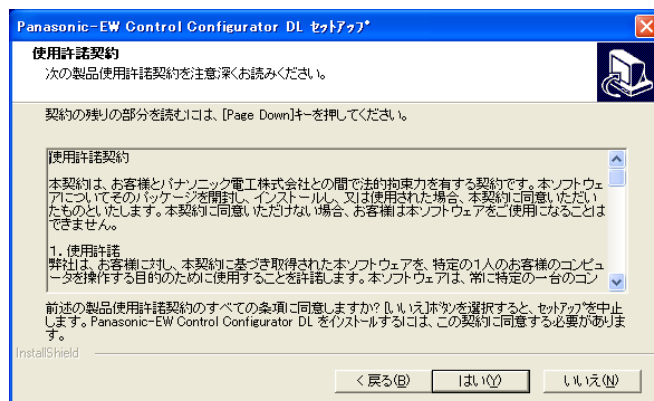 Panasonic-EW Control Configurator DL ｾｯﾄｱｯﾌﾟ
使用許諾契約
次の製品使用許諾契約を注意深くお読みください。
契約の残りの部分を読むには、[Page Down]キーを押してください。
使用許諾契約
本契約は、お客様とパナソニック電工株式会社との間で法的拘束力を有する契約です。本ソフトウェ
アについてそのパッケージを開封し、インストールし、又は使用された場合、本契約に同意いただい
たものといたします。本契約に同意いただけない場合、お客様は本ソフトウェアをご使用になることは
できません。
1. 使用許諾
弊社は、お客様に対し、本契約に基づき取得された本ソフトウェアを、特定の1人のお客様のコンピュ
ータを操作する目的のために使用することを許諾します。本ソフトウェアは、常に特定の一台のコン
前述の製品使用許諾契約のすべての条項に同意しますか? [いいえ]ﾎﾞﾀﾝを選択すると、ｾｯﾄｱｯﾌﾟを中止
します。Panasonic-EW Control Configurator DL をｲﾝｽﾄｰﾙするには、この契約に同意する必要がありま
す。
InstallShield
< 戻る(B)
はい(Y)
いいえ(N)